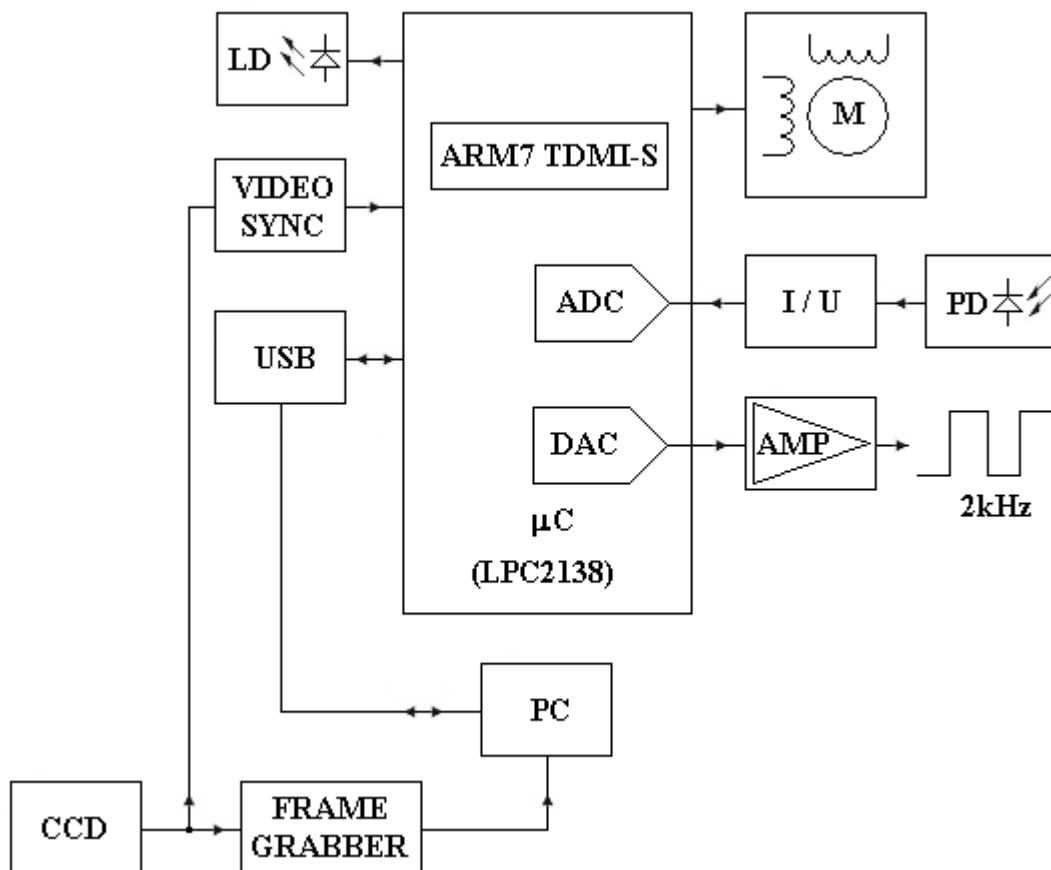 LD
M
ARM7 TDMI-S
VIDEO
SYNC
ADC
I / U
PD
USB
DAC
AMP
2kHz
μC
(LPC2138)
PC
CCD
FRAME
GRABBER